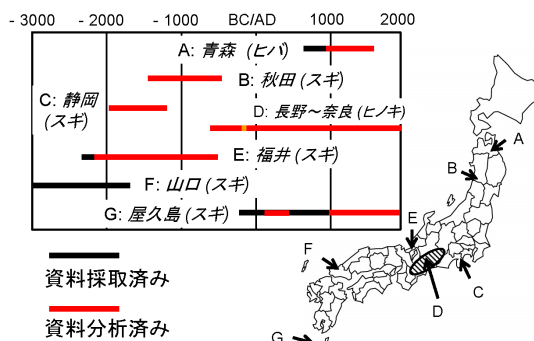 - 3000 - 2000 - 1000 BC/AD 1000 2000
A: 青森 (ヒバ)
B: 秋田 (スギ)
C: 静岡
(スギ)
D: 長野～奈良 (ヒノキ)
E: 福井 (スギ)
F: 山口 (スギ)
G: 屋久島 (スギ)
資料採取済み
資料分析済み
A
B
E
F
C
D
G